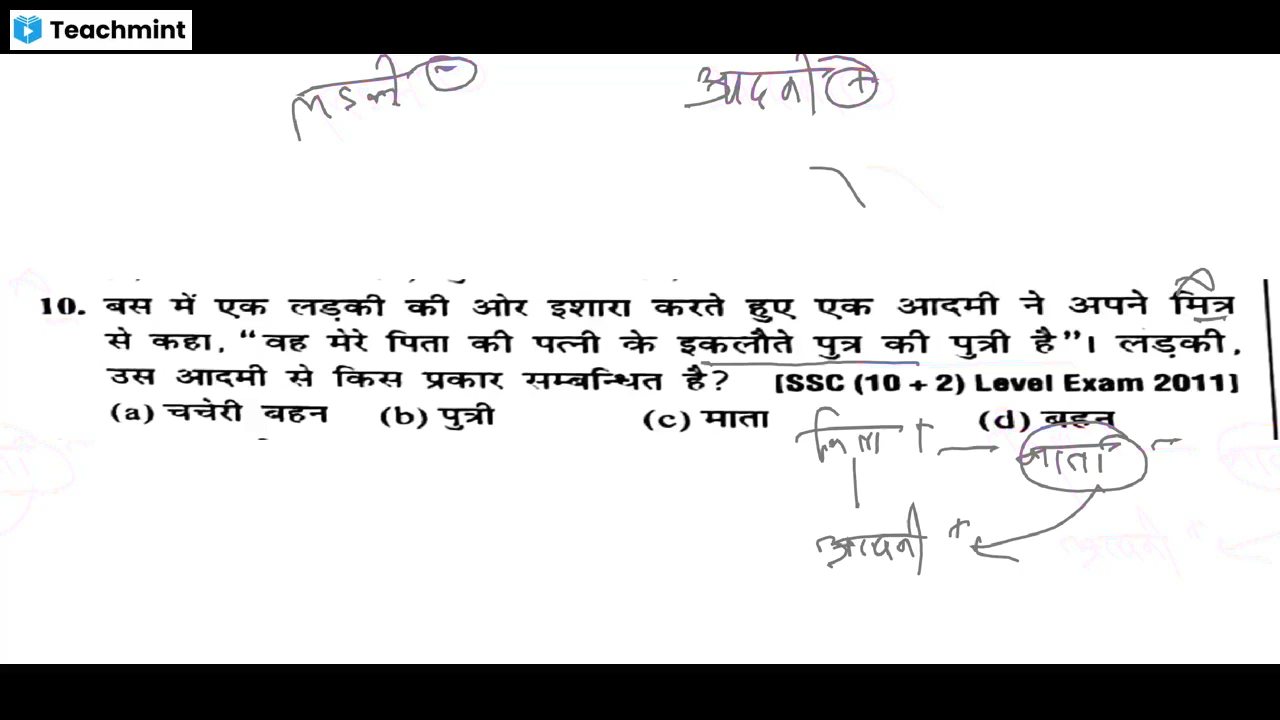 Teachmint
लडकी -
आदमी +
10. बस में एक लड़की की ओर इशारा करते हुए एक आदमी ने अपने मित्र
से कहा, “वह मेरे पिता की पत्नी के इकलौते पुत्र की पुत्री है”। लड़की,
उस आदमी से किस प्रकार सम्बन्धित है? [SSC (10 + 2) Level Exam 2011]
(a) चचेरी बहन (b) पुत्री (c) माता (d) बहन
पिता + — माता -
आदमी +